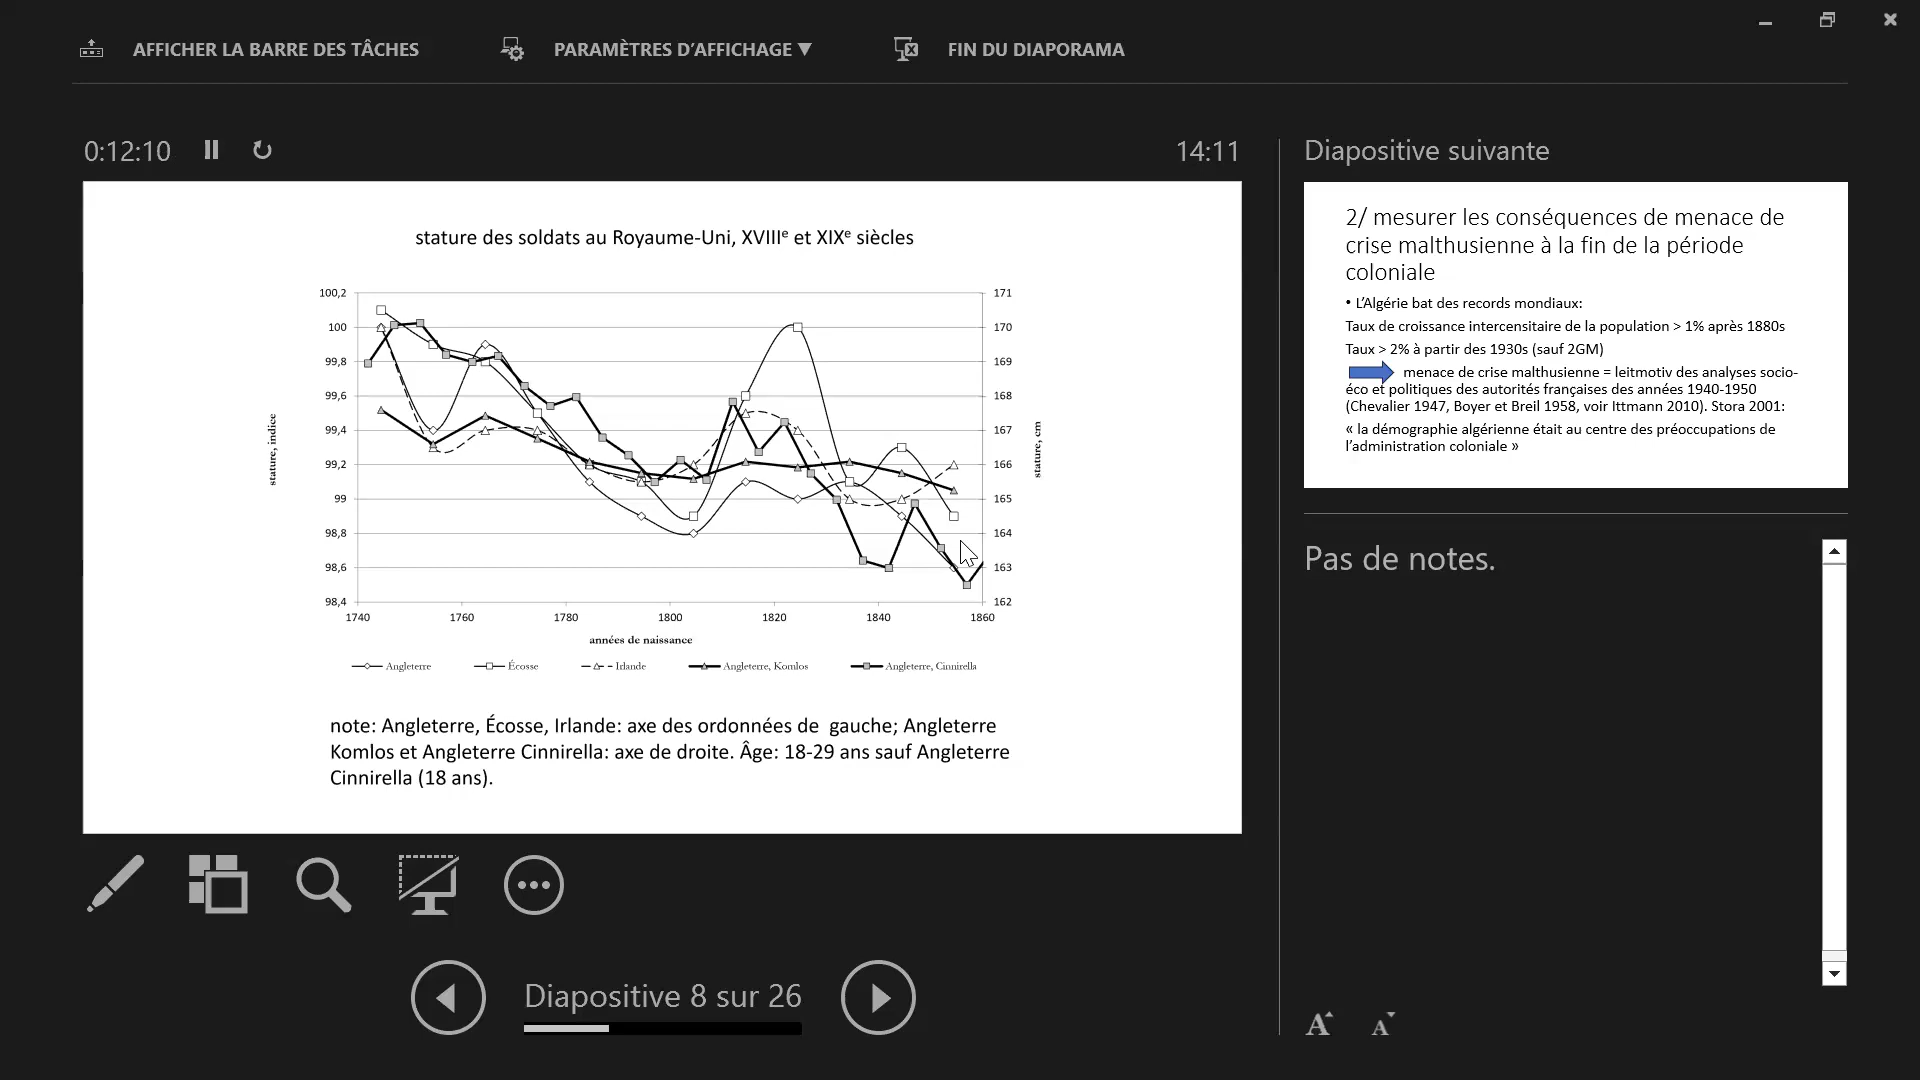 AFFICHER LA BARRE DES TÂCHES
PARAMÈTRES D'AFFICHAGE ▼
FIN DU DIAPORAMA
0:12:10
14:11
stature des soldats au Royaume-Uni, XVIIIe et XIXe siècles
100,2
100
99,8
99,6
99,4
99,2
99
98,8
98,6
98,4
stature, indice
171
170
169
168
167
166
165
164
163
162
stature, cm
1740 1760 1780 1800 1820 1840 1860
années de naissance
Angleterre Écosse Irlande Angleterre, Komlos Angleterre, Cinnirella
note: Angleterre, Écosse, Irlande: axe des ordonnées de gauche; Angleterre
Komlos et Angleterre Cinnirella: axe de droite. Âge: 18-29 ans sauf Angleterre
Cinnirella (18 ans).
Diapositive 8 sur 26
Diapositive suivante
2/ mesurer les conséquences de menace de
crise malthusienne à la fin de la période
coloniale
• L'Algérie bat des records mondiaux:
Taux de croissance intercensitaire de la population > 1% après 1880s
Taux > 2% à partir des 1930s (sauf 2GM)
menace de crise malthusienne = leitmotiv des analyses socio-
éco et politiques des autorités françaises des années 1940-1950
(Chevalier 1947, Boyer et Breil 1958, voir Ittmann 2010). Stora 2001:
« la démographie algérienne était au centre des préoccupations de
l'administration coloniale »
Pas de notes.
A A